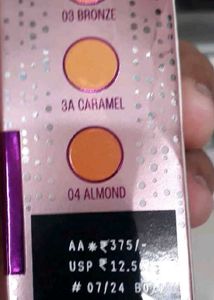 03 BRONZE
3A CARAMEL
04 ALMOND
AA*₹375/-
USP ₹12.5
# 07/24